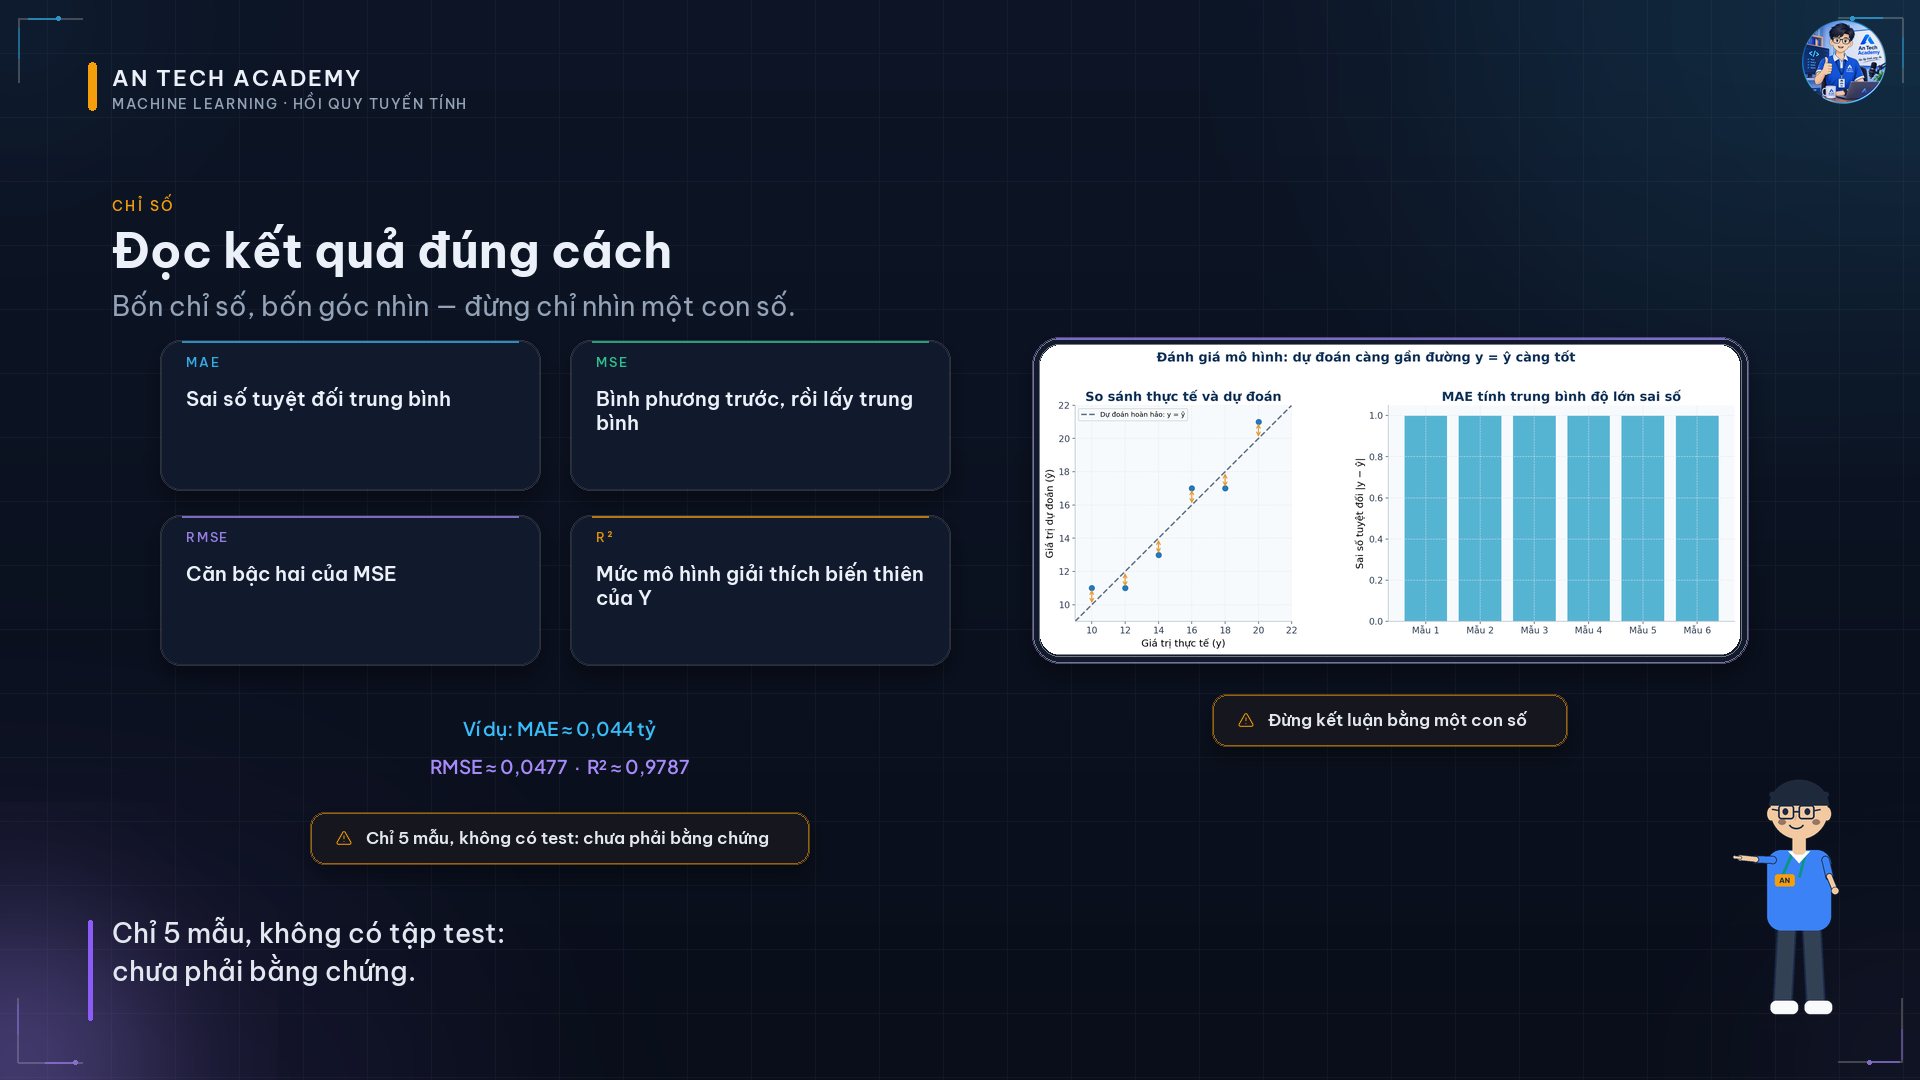 AN TECH ACADEMY
MACHINE LEARNING · HỒI QUY TUYẾN TÍNH
An Tech
Academy
CHỈ SỐ
Đọc kết quả đúng cách
Bốn chỉ số, bốn góc nhìn — đừng chỉ nhìn một con số.
MAE
Sai số tuyệt đối trung bình
MSE
Bình phương trước, rồi lấy trung
bình
RMSE
Căn bậc hai của MSE
R²
Mức mô hình giải thích biến thiên
của Y
Ví dụ: MAE ≈ 0,044 tỷ
RMSE ≈ 0,0477 · R² ≈ 0,9787
Chỉ 5 mẫu, không có test: chưa phải bằng chứng
Đánh giá mô hình: dự đoán càng gần đường y = ŷ càng tốt
So sánh thực tế và dự đoán
Dự đoán hoàn hảo: y = ŷ
Giá trị dự đoán (ŷ)
22
20
18
16
14
12
10
10 12 14 16 18 20 22
Giá trị thực tế (y)
MAE tính trung bình độ lớn sai số
Sai số tuyệt đối |y − ŷ|
1.0
0.8
0.6
0.4
0.2
0.0
Mẫu 1 Mẫu 2 Mẫu 3 Mẫu 4 Mẫu 5 Mẫu 6
Đừng kết luận bằng một con số
AN
Chỉ 5 mẫu, không có tập test:
chưa phải bằng chứng.